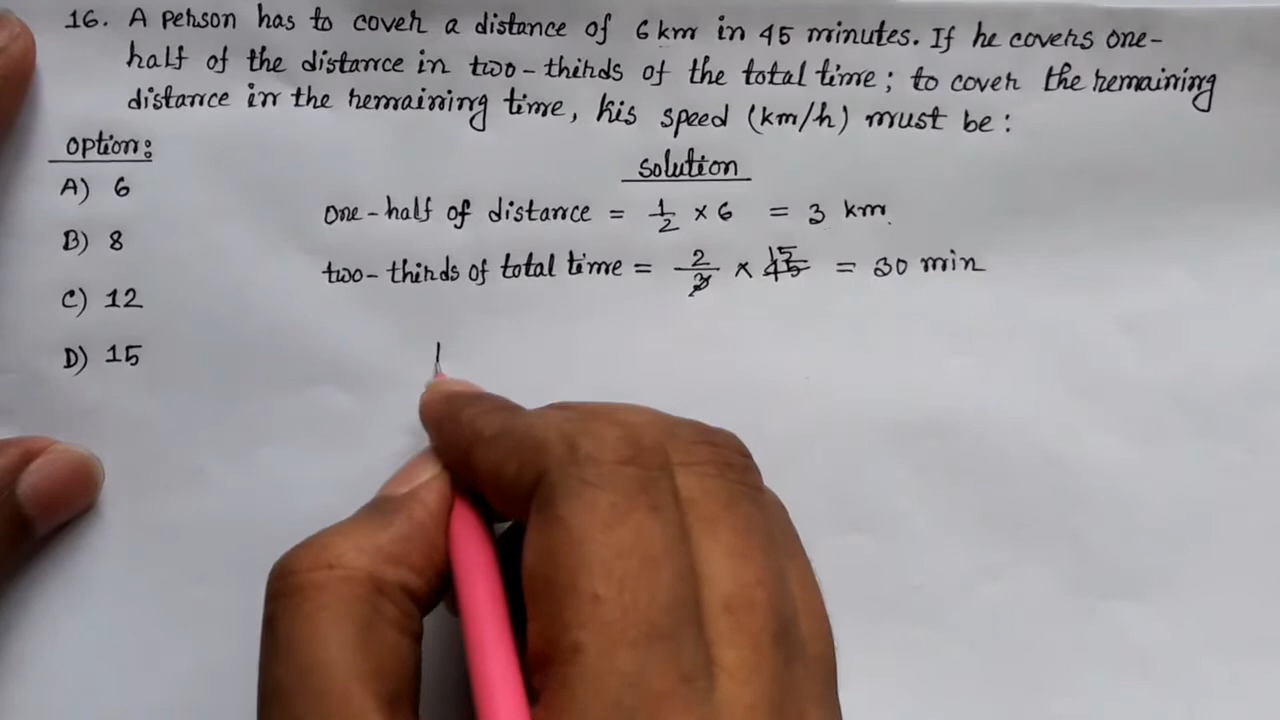 16. A person has to cover a distance of 6 km in 45 minutes. If he covers one-
half of the distance in two-thirds of the total time; to cover the remaining
distance in the remaining time, his speed (km/h) must be:
Option:
A) 6
B) 8
C) 12
D) 15
Solution
One-half of distance = 1/2 × 6 = 3 km.
two-thirds of total time = 2/3 × 45 15 = 30 min